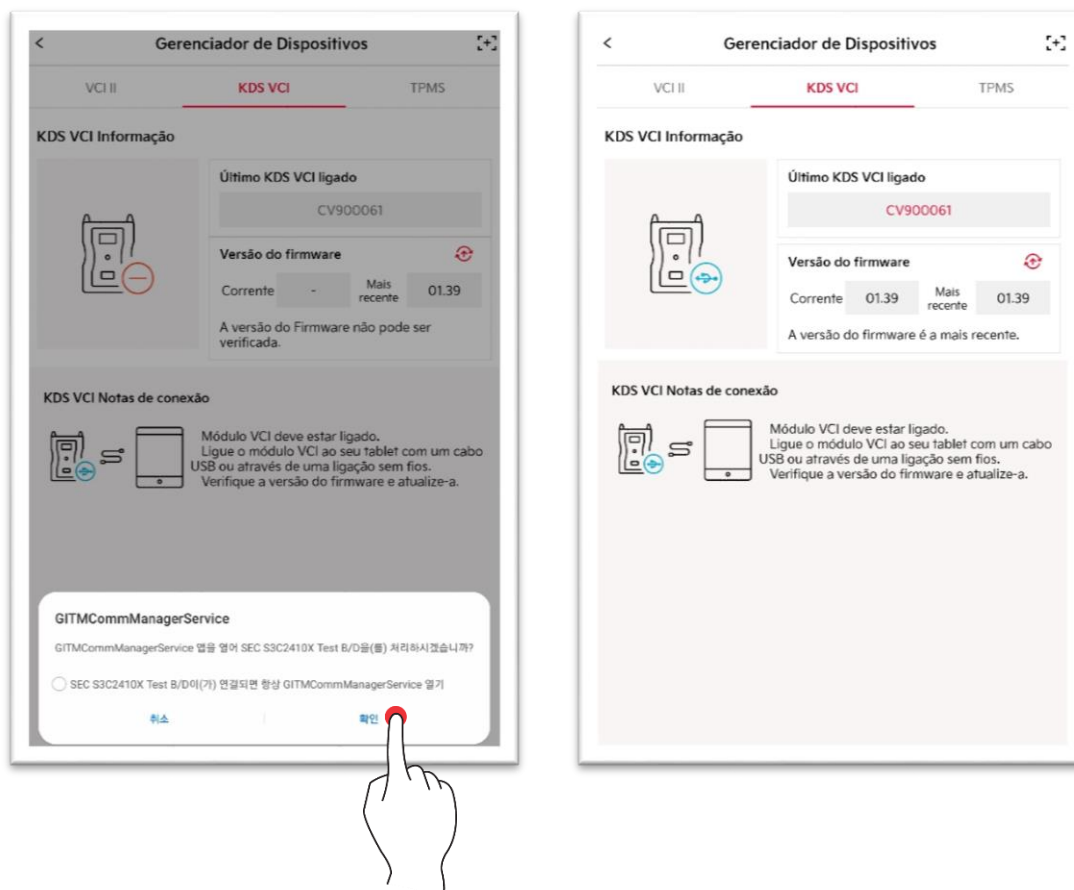 Gerenciador de Dispositivos
VCI II KDS VCI TPMS
KDS VCI Informação
Último KDS VCI ligado
CV900061
Versão do firmware
Corrente - Mais recente 01.39
A versão do Firmware não pode ser
verificada.
KDS VCI Notas de conexão
Módulo VCI deve estar ligado.
Ligue o módulo VCI ao seu tablet com um cabo
USB ou através de uma ligação sem fios.
Verifique a versão do firmware e atualize-a.
GITMCommManagerService
GITMCommManagerService 앱을 열어 SEC S3C2410X Test B/D을(를) 처리하시겠습니까?
SEC S3C2410X Test B/D이(가) 연결되면 항상 GITMCommManagerService 열기
취소 확인
Gerenciador de Dispositivos
VCI II KDS VCI TPMS
KDS VCI Informação
Último KDS VCI ligado
CV900061
Versão do firmware
Corrente 01.39 Mais recente 01.39
A versão do firmware é a mais recente.
KDS VCI Notas de conexão
Módulo VCI deve estar ligado.
Ligue o módulo VCI ao seu tablet com um cabo
USB ou através de uma ligação sem fios.
Verifique a versão do firmware e atualize-a.